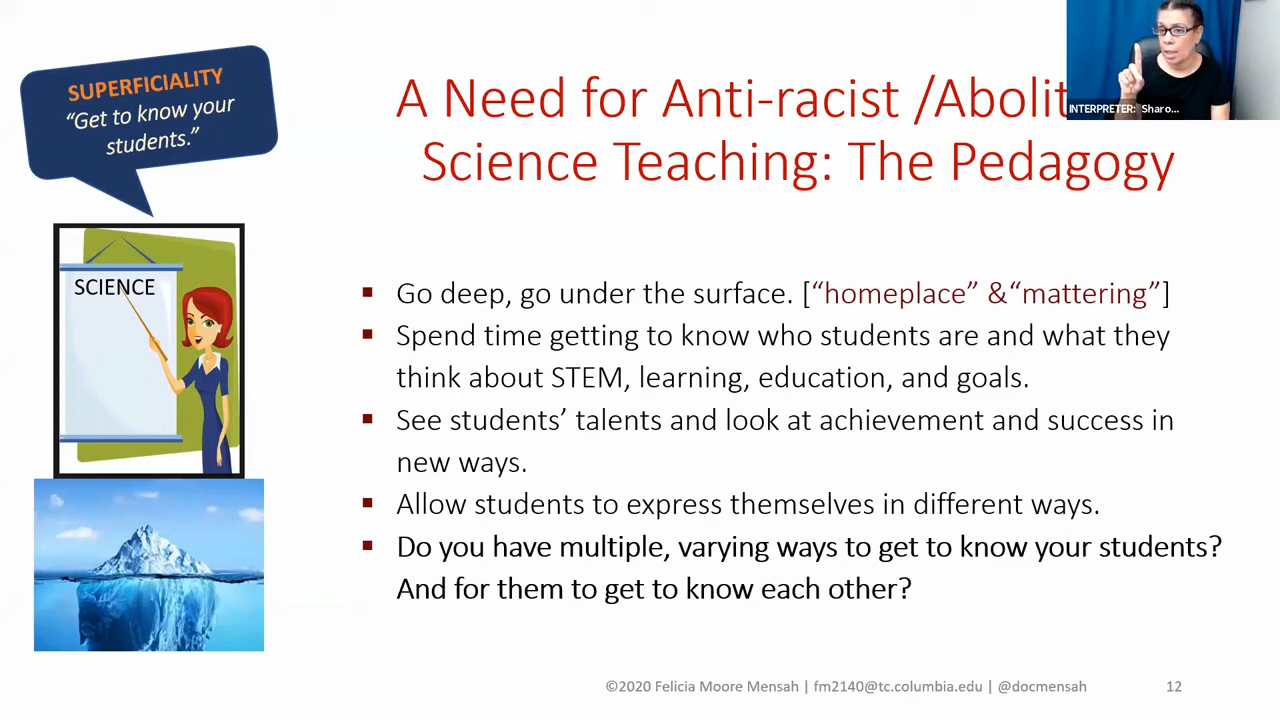 SUPERFICIALITY
“Get to know your
students.”
INTERPRETER: Sharo...
A Need for Anti-racist /Abolit
Science Teaching: The Pedagogy
SCIENCE
▪ Go deep, go under the surface. [“homeplace” &“mattering”]
▪ Spend time getting to know who students are and what they
think about STEM, learning, education, and goals.
▪ See students’ talents and look at achievement and success in
new ways.
▪ Allow students to express themselves in different ways.
▪ Do you have multiple, varying ways to get to know your students?
And for them to get to know each other?
©2020 Felicia Moore Mensah | fm2140@tc.columbia.edu | @docmensah
12